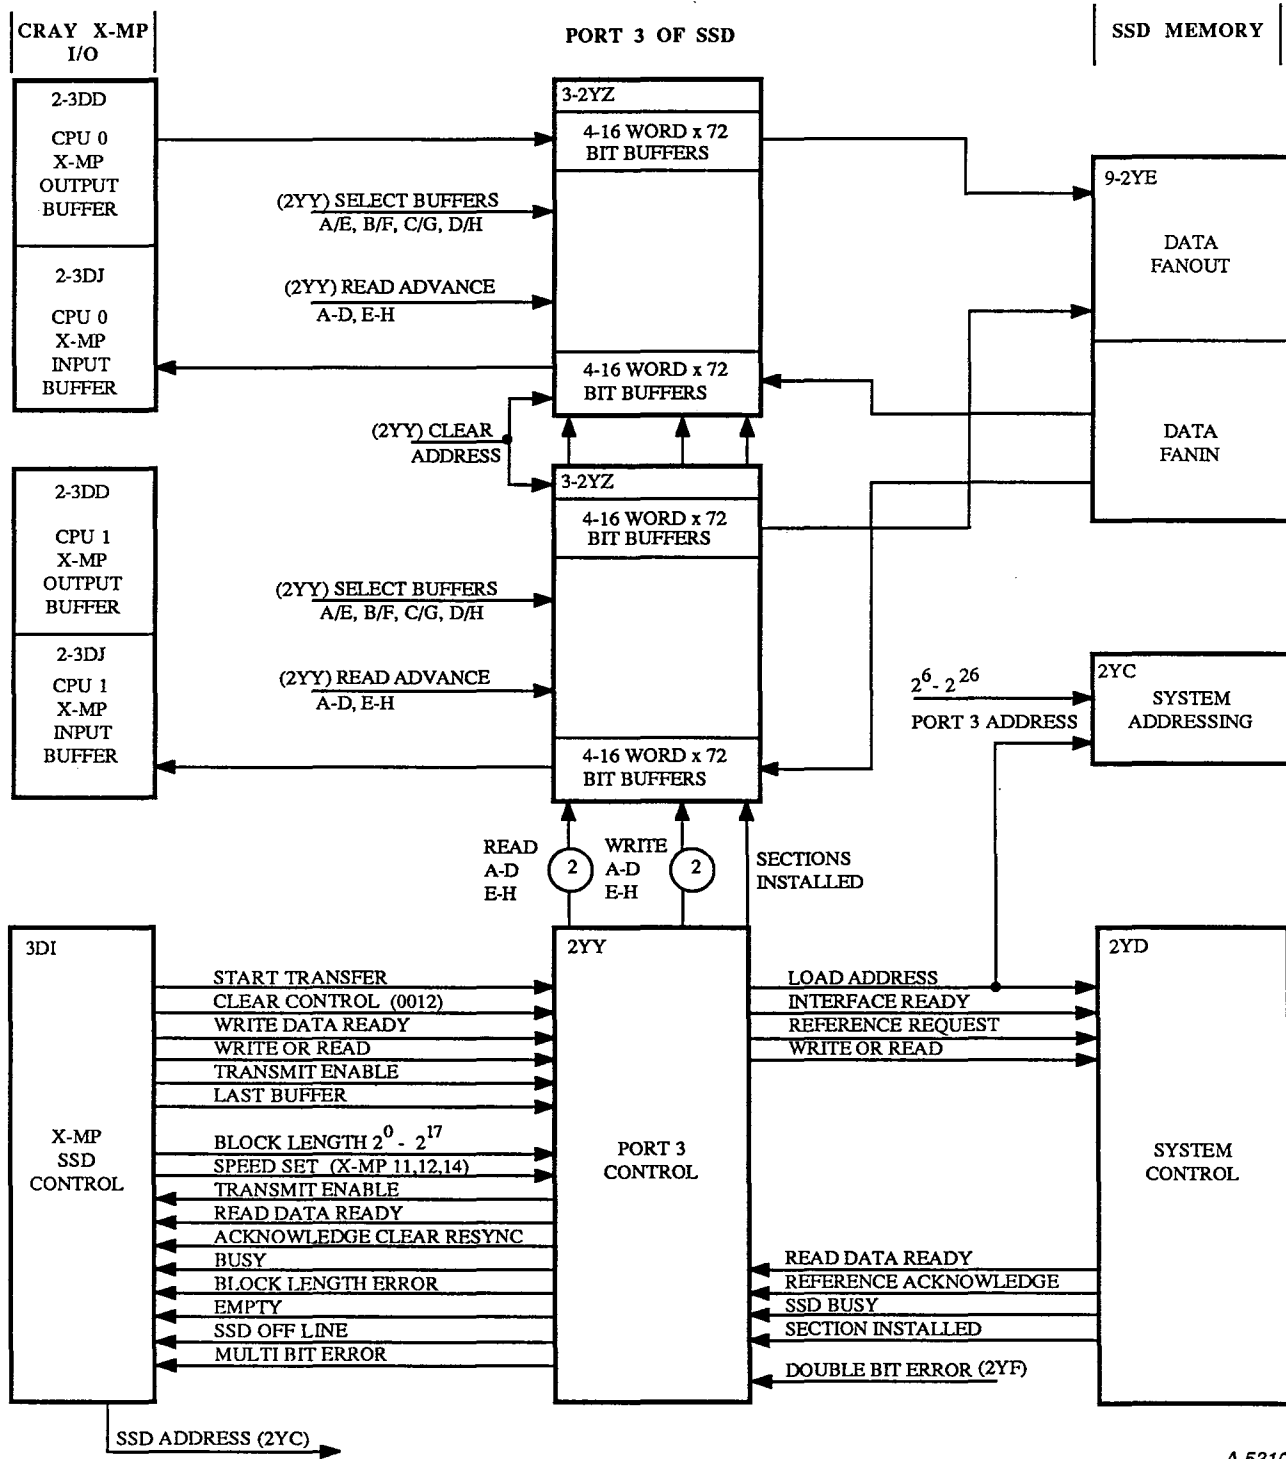 CRAY X-MP
I/O
PORT 3 OF SSD
SSD MEMORY
2-3DD
CPU 0
X-MP
OUTPUT
BUFFER
2-3DJ
CPU 0
X-MP
INPUT
BUFFER
3-2YZ
4-16 WORD x 72
BIT BUFFERS
(2YY) SELECT BUFFERS
A/E, B/F, C/G, D/H
(2YY) READ ADVANCE
A-D, E-H
4-16 WORD x 72
BIT BUFFERS
(2YY) CLEAR
ADDRESS
9-2YE
DATA
FANOUT
DATA
FANIN
2-3DD
CPU 1
X-MP
OUTPUT
BUFFER
2-3DJ
CPU 1
X-MP
INPUT
BUFFER
3-2YZ
4-16 WORD x 72
BIT BUFFERS
(2YY) SELECT BUFFERS
A/E, B/F, C/G, D/H
(2YY) READ ADVANCE
A-D, E-H
4-16 WORD x 72
BIT BUFFERS
2^6 - 2^26
PORT 3 ADDRESS
2YC
SYSTEM
ADDRESSING
READ
A-D
E-H
2
WRITE
A-D
E-H
2
SECTIONS
INSTALLED
3DI
X-MP
SSD
CONTROL
START TRANSFER
CLEAR CONTROL (0012)
WRITE DATA READY
WRITE OR READ
TRANSMIT ENABLE
LAST BUFFER
BLOCK LENGTH 2^0 - 2^17
SPEED SET (X-MP 11,12,14)
TRANSMIT ENABLE
READ DATA READY
ACKNOWLEDGE CLEAR RESYNC
BUSY
BLOCK LENGTH ERROR
EMPTY
SSD OFF LINE
MULTI BIT ERROR
2YY
PORT 3
CONTROL
LOAD ADDRESS
INTERFACE READY
REFERENCE REQUEST
WRITE OR READ
READ DATA READY
REFERENCE ACKNOWLEDGE
SSD BUSY
SECTION INSTALLED
DOUBLE BIT ERROR (2YF)
2YD
SYSTEM
CONTROL
SSD ADDRESS (2YC)